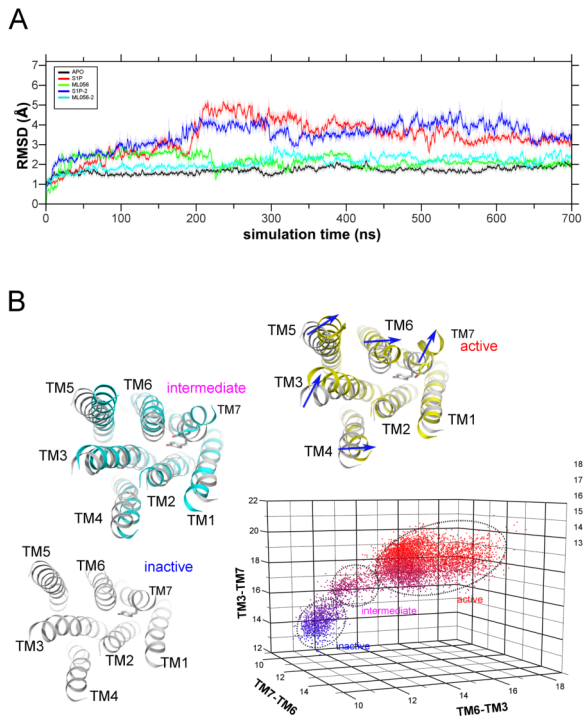 A
7
6
5
4
3
2
1
0
RMSD (Å)
APO
S1P
ML056
S1P-2
ML056-2
0 100 200 300 400 500 600 700
simulation time (ns)
B
TM5 TM6 intermediate TM7
TM3
TM4 TM2 TM1
TM5 TM6 TM7
active
TM3
TM4 TM2 TM1
TM5 TM6 inactive TM7
TM3
TM4 TM2 TM1
22
20
18
16
14
12
TM3-TM7
inactive
intermediate
active
10 12 14
TM7-TM6
10 12 14 16 18
TM6-TM3
18
17
16
15
14
13
18